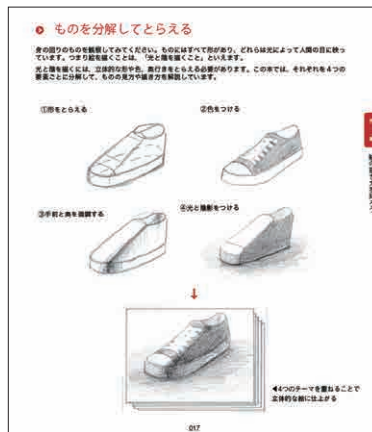 ものを分解してとらえる
身の回りのものを観察してみてください。ものにはすべて形があり、どれらは光によって人間の目に映っ
ています。つまり絵を描くことは、「光と陰を描くこと」といえます。
光と陰を描くには、立体的な形や色、奥行きをとらえる必要があります。この本では、それぞれを4つの
要素ごとに分解して、ものの見方や描き方を解説しています。
①形をとらえる
②色をつける
③手前と奥を強調する
④光と陰影をつける
◀4つのテーマを重ねることで
立体的な絵に仕上がる
017